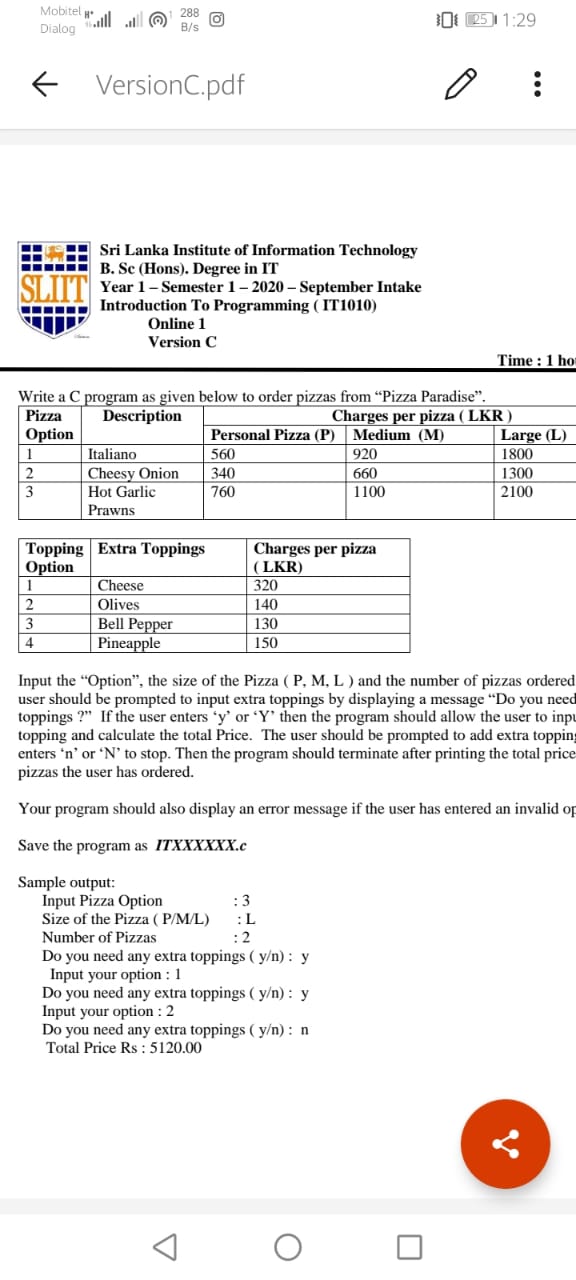 Mobitel H+ 288
Dialog B/s
25 1:29
VersionC.pdf
SLIIT
Sri Lanka Institute of Information Technology
B. Sc (Hons). Degree in IT
Year 1 – Semester 1 – 2020 – September Intake
Introduction To Programming ( IT1010)
Online 1
Version C
Time : 1 ho
Write a C program as given below to order pizzas from “Pizza Paradise”.
Pizza Option Description Charges per pizza ( LKR )
Personal Pizza (P) Medium (M) Large (L)
1 Italiano 560 920 1800
2 Cheesy Onion 340 660 1300
3 Hot Garlic Prawns 760 1100 2100
Topping Option Extra Toppings Charges per pizza ( LKR)
1 Cheese 320
2 Olives 140
3 Bell Pepper 130
4 Pineapple 150
Input the “Option”, the size of the Pizza ( P, M, L ) and the number of pizzas ordered
user should be prompted to input extra toppings by displaying a message “Do you need
toppings ?” If the user enters ‘y’ or ‘Y’ then the program should allow the user to inpu
topping and calculate the total Price. The user should be prompted to add extra topping
enters ‘n’ or ‘N’ to stop. Then the program should terminate after printing the total price
pizzas the user has ordered.
Your program should also display an error message if the user has entered an invalid op
Save the program as ITXXXXXX.c
Sample output:
Input Pizza Option : 3
Size of the Pizza ( P/M/L) : L
Number of Pizzas : 2
Do you need any extra toppings ( y/n) : y
Input your option : 1
Do you need any extra toppings ( y/n) : y
Input your option : 2
Do you need any extra toppings ( y/n) : n
Total Price Rs : 5120.00